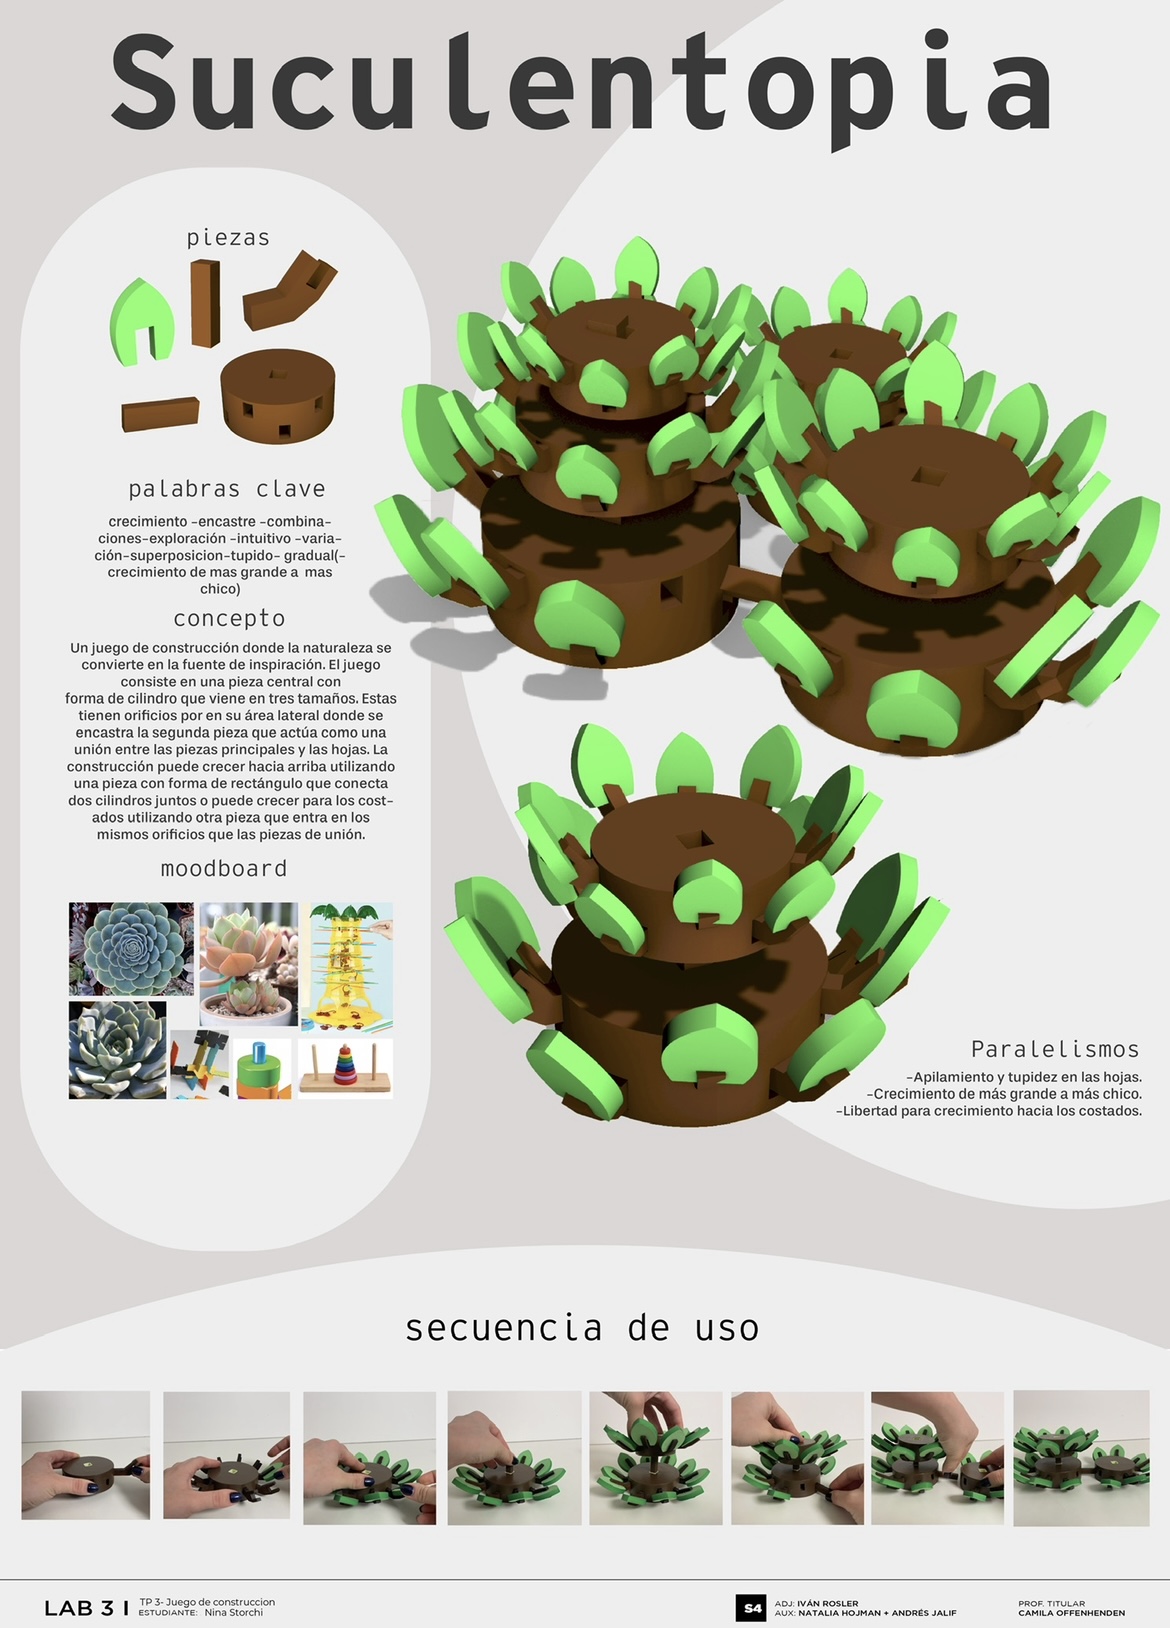 Suculentopia
piezas
palabras clave
crecimiento -encastre -combina-
ciones-exploración -intuitivo -varia-
ción-superposicion-tupido- gradual(-
crecimiento de mas grande a mas
chico)
concepto
Un juego de construcción donde la naturaleza se
convierte en la fuente de inspiración. El juego
consiste en una pieza central con
forma de cilindro que viene en tres tamaños. Estas
tienen orificios por en su área lateral donde se
encastra la segunda pieza que actúa como una
unión entre las piezas principales y las hojas. La
construcción puede crecer hacia arriba utilizando
una pieza con forma de rectángulo que conecta
dos cilindros juntos o puede crecer para los cost-
ados utilizando otra pieza que entra en los
mismos orificios que las piezas de unión.
moodboard
Paralelismos
-Apilamiento y tupidez en las hojas.
-Crecimiento de más grande a más chico.
-Libertad para crecimiento hacia los costados.
secuencia de uso
LAB 3 I
TP 3- Juego de construccion
ESTUDIANTE: Nina Storchi
S4
ADJ: IVÁN ROSLER
AUX: NATALIA HOJMAN + ANDRÉS JALIF
PROF. TITULAR
CAMILA OFFENHENDEN